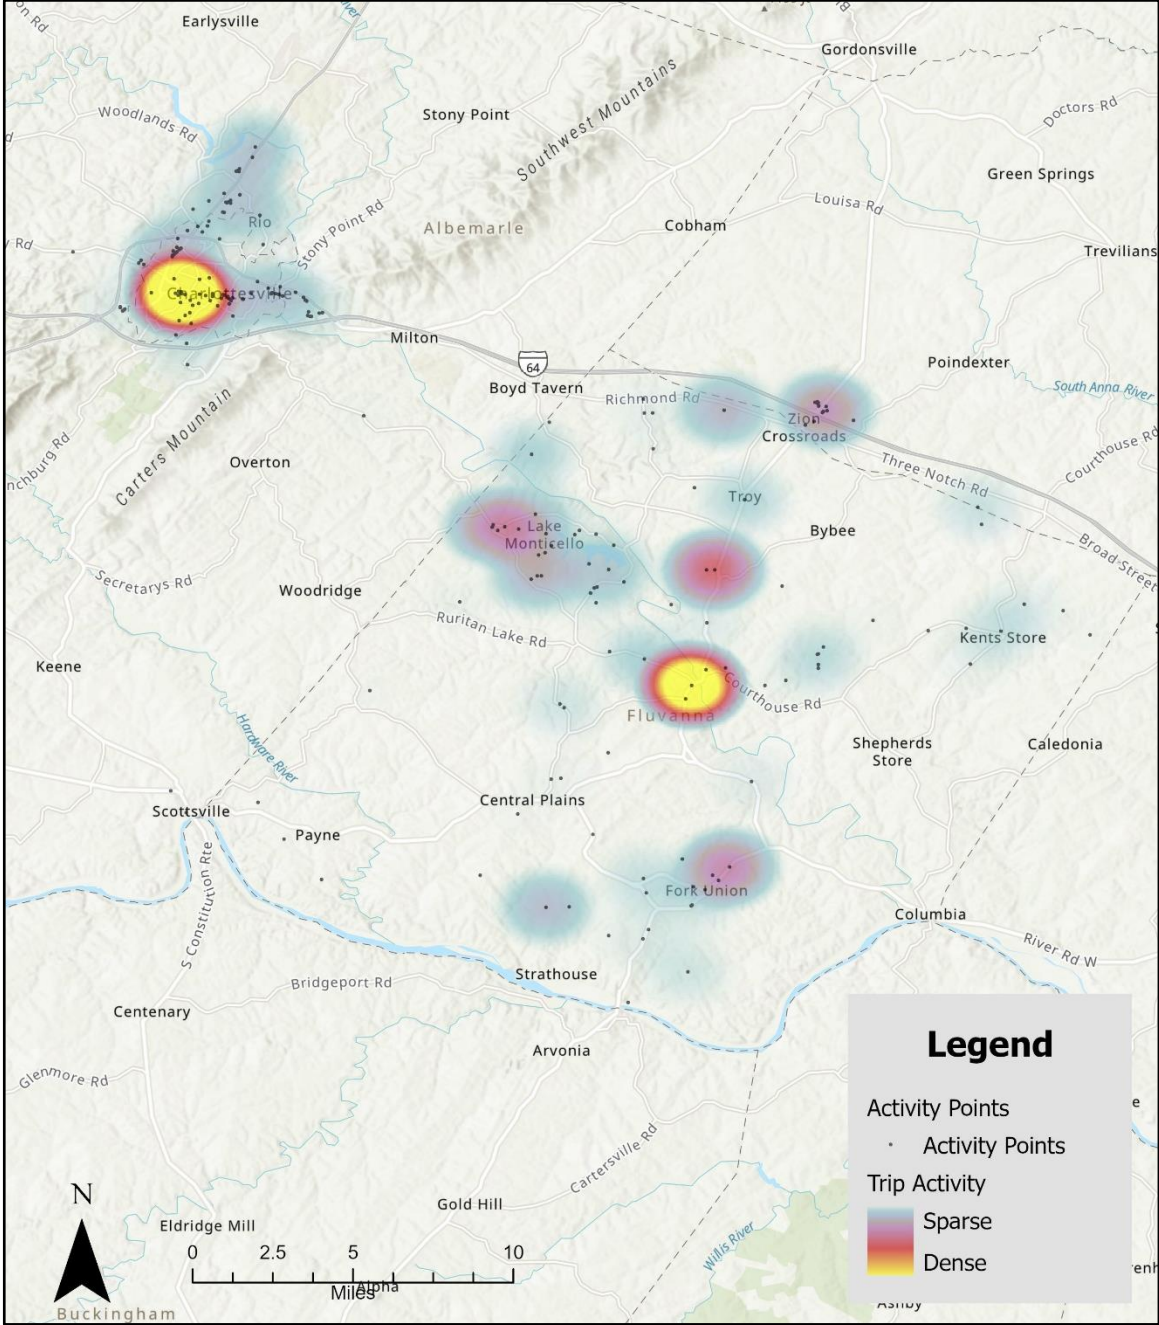 Earlysville
Gordonsville
Woodlands Rd
Stony Point
Southwest Mountains
Doctors Rd
Green Springs
Louisa Rd
Rio
Stony Point Rd
Albemarle
Cobham
Trevilians
Charlottesville
Milton
64
Boyd Tavern
Poindexter
South Anna River
Richmond Rd
Zion
Crossroads
Carters Mountain
Overton
Three Notch Rd
Courthouse Rd
Troy
Bybee
Lake
Monticello
Broad Street
Secretarys Rd
Woodridge
Ruritan Lake Rd
Kents Store
Keene
Courthouse Rd
Fluvanna
Hardware River
Shepherds
Store
Caledonia
Central Plains
Scottsville
Payne
S Constitution Rte
Fork Union
Columbia
River Rd W
Strathouse
Bridgeport Rd
Centenary
Arvonia
Glenmore Rd
Cartersville Rd
Gold Hill
Eldridge Mill
Willis River
Alpha
Buckingham
Ashby
N
0 2.5 5 10
Miles
Legend
Activity Points
Activity Points
Trip Activity
Sparse
Dense